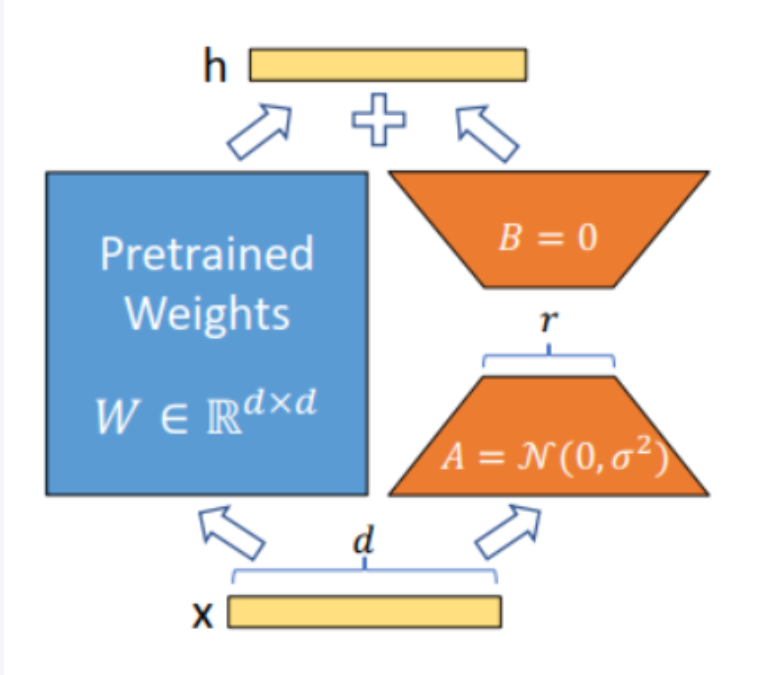 h
Pretrained
Weights
W ∈ ℝ^{d×d}
B = 0
r
A = 𝒩(0, σ²)
d
x